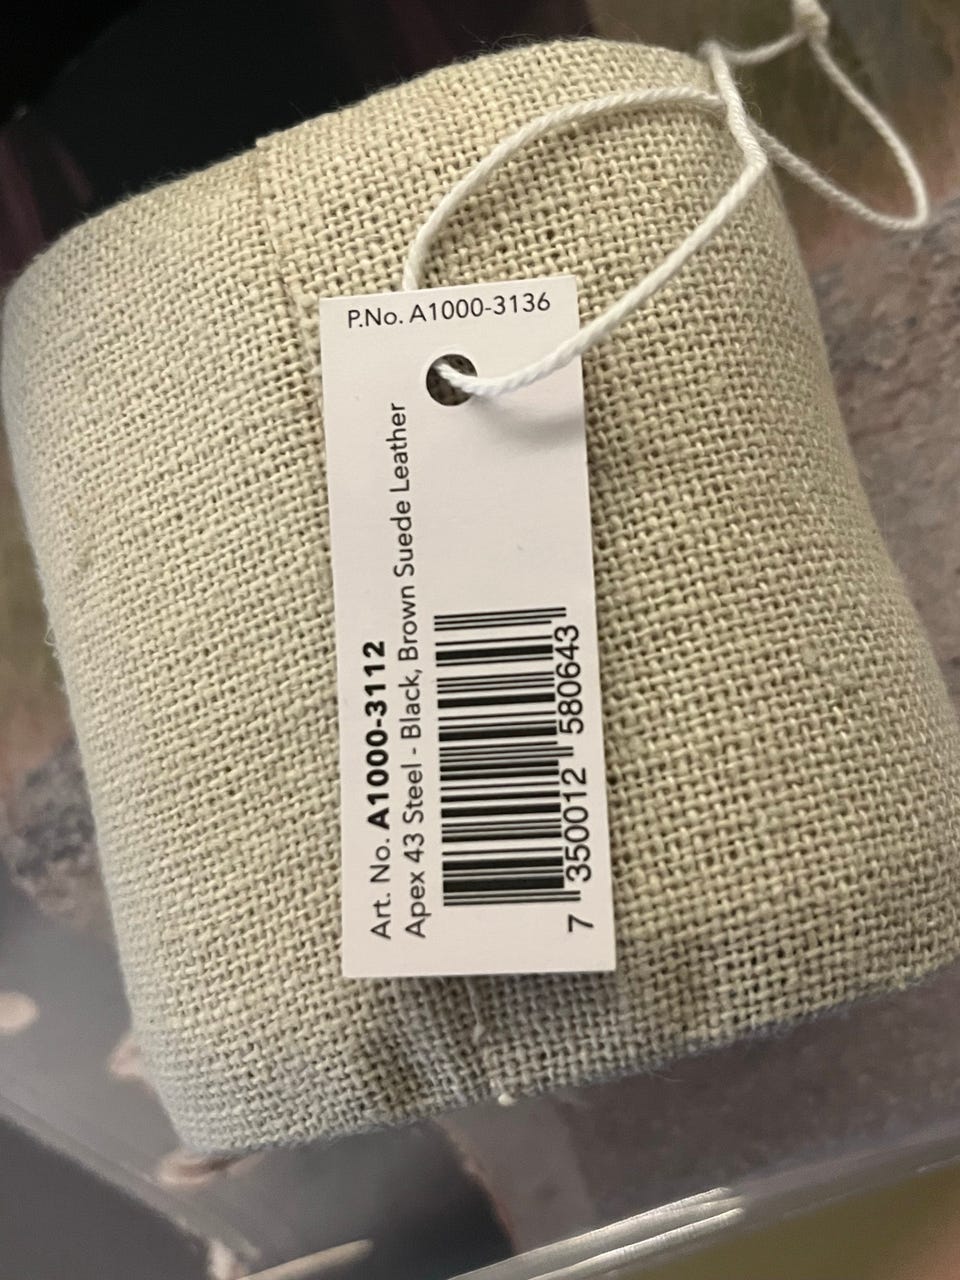 P.No. A1000-3136
Art. No. A1000-3112
Apex 43 Steel - Black, Brown Suede Leather
7 350012 580643